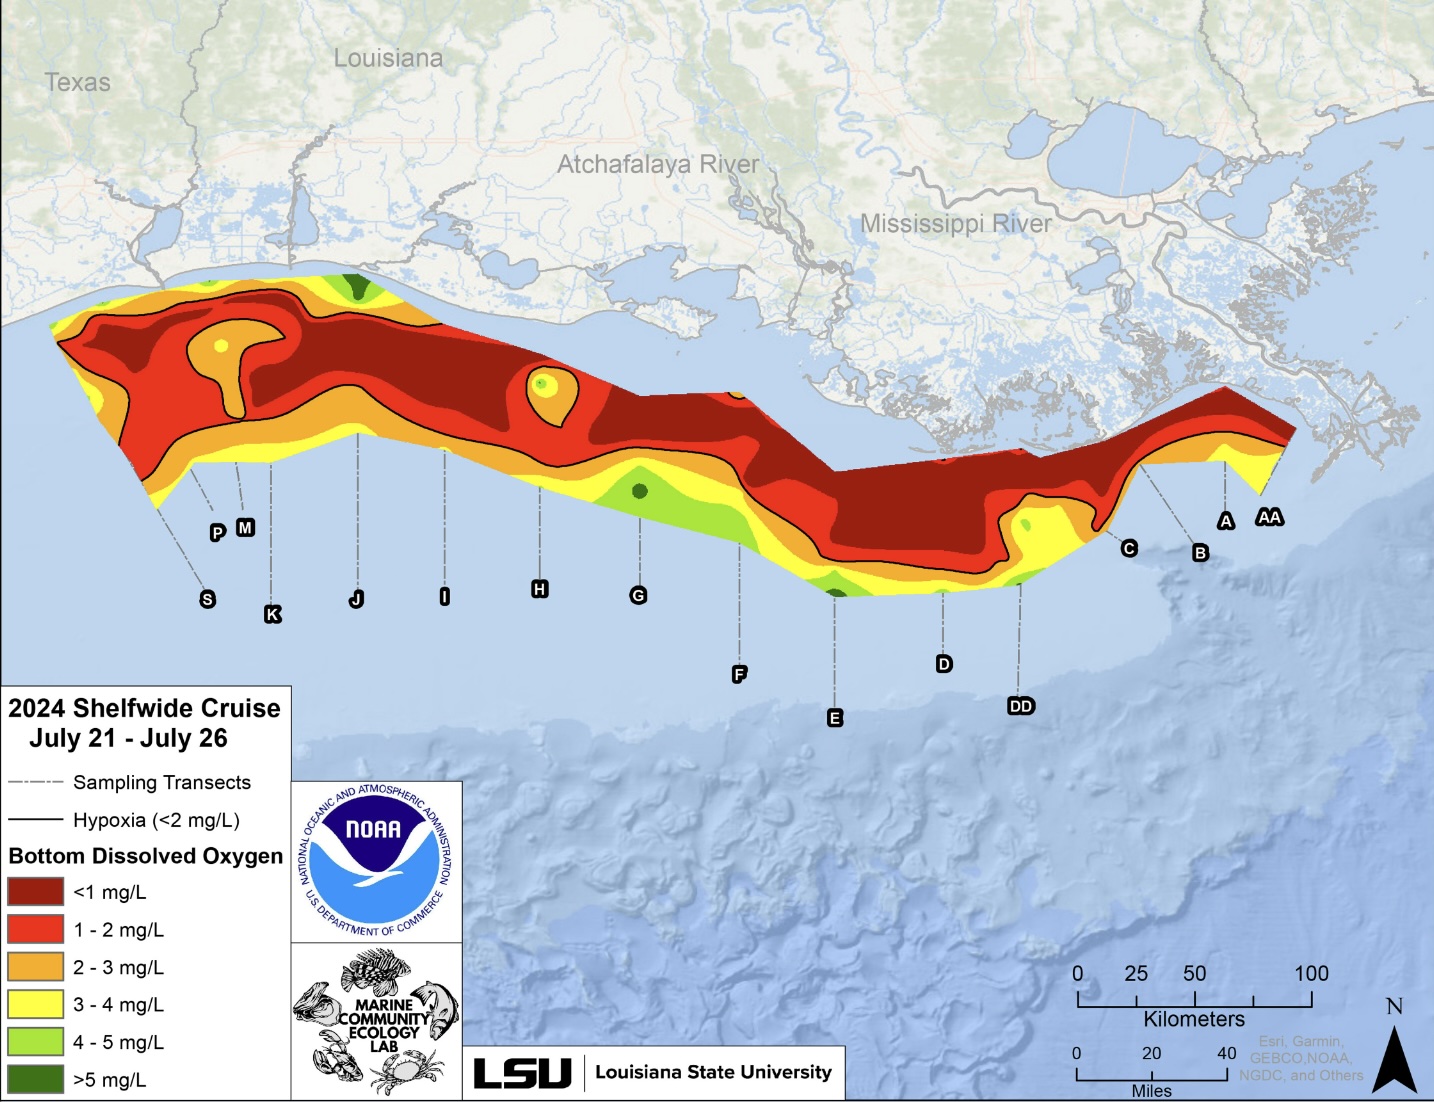 Texas
Louisiana
Atchafalaya River
Mississippi River
P
M
S
K
J
I
H
G
F
E
D
DD
C
B
A
AA
2024 Shelfwide Cruise
July 21 - July 26
Sampling Transects
Hypoxia (<2 mg/L)
Bottom Dissolved Oxygen
<1 mg/L
1 - 2 mg/L
2 - 3 mg/L
3 - 4 mg/L
4 - 5 mg/L
>5 mg/L
NATIONAL OCEANIC AND ATMOSPHERIC ADMINISTRATION
NOAA
U.S. DEPARTMENT OF COMMERCE
MARINE
COMMUNITY
ECOLOGY
LAB
LSU
Louisiana State University
0 25 50 100
Kilometers
0 20 40
Miles
Esri, Garmin,
GEBCO,NOAA,
NGDC, and Others
N